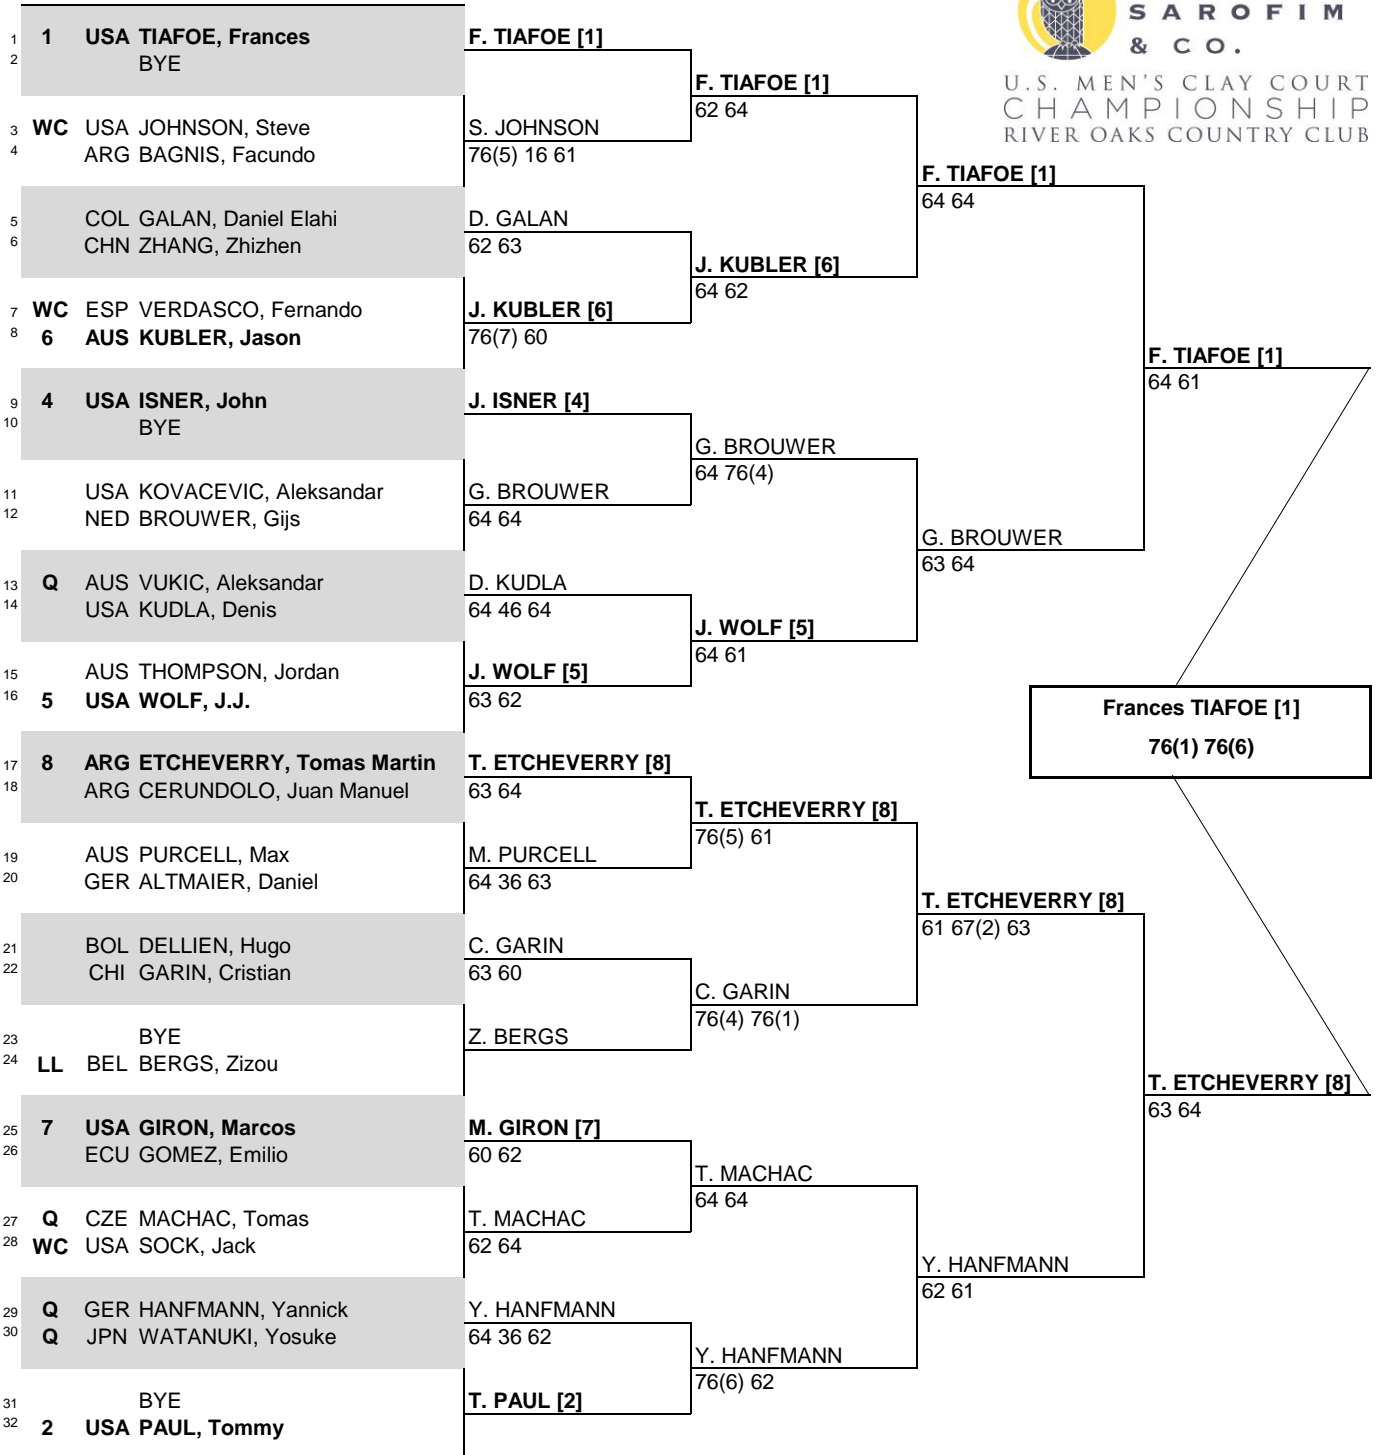 SAROFIM
& CO.
U.S. MEN'S CLAY COURT
CHAMPIONSHIP
RIVER OAKS COUNTRY CLUB
1 1 USA TIAFOE, Frances
2 BYE
3 WC USA JOHNSON, Steve
4 ARG BAGNIS, Facundo
5 COL GALAN, Daniel Elahi
6 CHN ZHANG, Zhizhen
7 WC ESP VERDASCO, Fernando
8 6 AUS KUBLER, Jason
9 4 USA ISNER, John
10 BYE
11 USA KOVACEVIC, Aleksandar
12 NED BROUWER, Gijs
13 Q AUS VUKIC, Aleksandar
14 USA KUDLA, Denis
15 AUS THOMPSON, Jordan
16 5 USA WOLF, J.J.
17 8 ARG ETCHEVERRY, Tomas Martin
18 ARG CERUNDOLO, Juan Manuel
19 AUS PURCELL, Max
20 GER ALTMAIER, Daniel
21 BOL DELLIEN, Hugo
22 CHI GARIN, Cristian
23 BYE
24 LL BEL BERGS, Zizou
25 7 USA GIRON, Marcos
26 ECU GOMEZ, Emilio
27 Q CZE MACHAC, Tomas
28 WC USA SOCK, Jack
29 Q GER HANFMANN, Yannick
30 Q JPN WATANUKI, Yosuke
31 BYE
32 2 USA PAUL, Tommy
F. TIAFOE [1]
S. JOHNSON
76(5) 16 61
D. GALAN
62 63
J. KUBLER [6]
76(7) 60
J. ISNER [4]
G. BROUWER
64 64
D. KUDLA
64 46 64
J. WOLF [5]
63 62
T. ETCHEVERRY [8]
63 64
M. PURCELL
64 36 63
C. GARIN
63 60
Z. BERGS
M. GIRON [7]
60 62
T. MACHAC
62 64
Y. HANFMANN
64 36 62
T. PAUL [2]
F. TIAFOE [1]
62 64
J. KUBLER [6]
64 62
G. BROUWER
64 76(4)
J. WOLF [5]
64 61
T. ETCHEVERRY [8]
76(5) 61
C. GARIN
76(4) 76(1)
T. MACHAC
64 64
Y. HANFMANN
76(6) 62
F. TIAFOE [1]
64 64
G. BROUWER
63 64
T. ETCHEVERRY [8]
61 67(2) 63
Y. HANFMANN
62 61
F. TIAFOE [1]
64 61
T. ETCHEVERRY [8]
63 64
Frances TIAFOE [1]
76(1) 76(6)